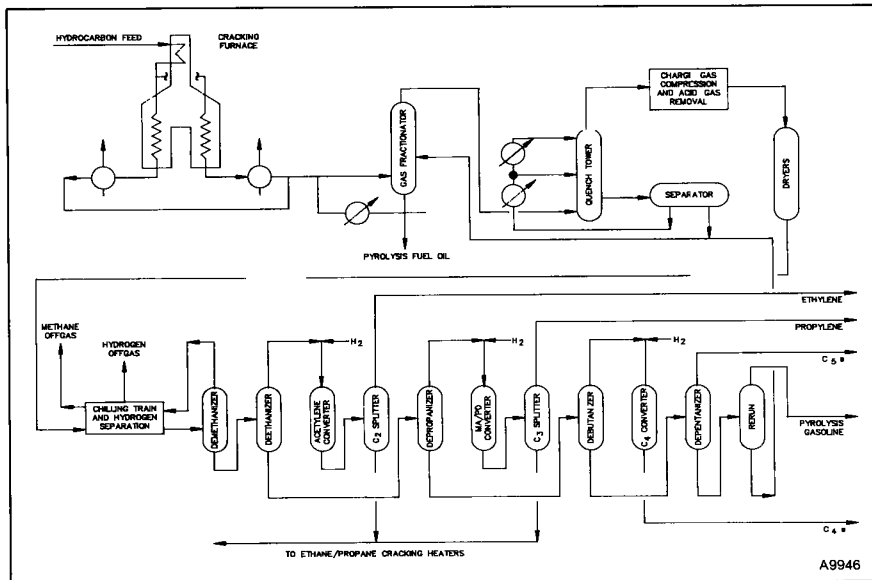 HYDROCARBON FEED
CRACKING
FURNACE
GAS FRACTIONATOR
PYROLYSIS FUEL OIL
QUENCH TOWER
SEPARATOR
CHARGI GAS
COMPRESSION
AND ACID GAS
REMOVAL
DRYERS
ETHYLENE
PROPYLENE
C5s
PYROLYSIS
GASOLINE
C4s
METHANE
OFFGAS
HYDROGEN
OFFGAS
CHILLING TRAIN
AND HYDROGEN
SEPARATION
DEMETHANIZER
DEETHANIZER
H2
ACETYLENE
CONVERTER
C2 SPLITTER
DEPROPANIZER
H2
MA/PD
CONVERTER
C3 SPLITTER
DEBUTANIZER
H2
C4 CONVERTER
DEPENTANIZER
RERUN
TO ETHANE/PROPANE CRACKING HEATERS
A9946